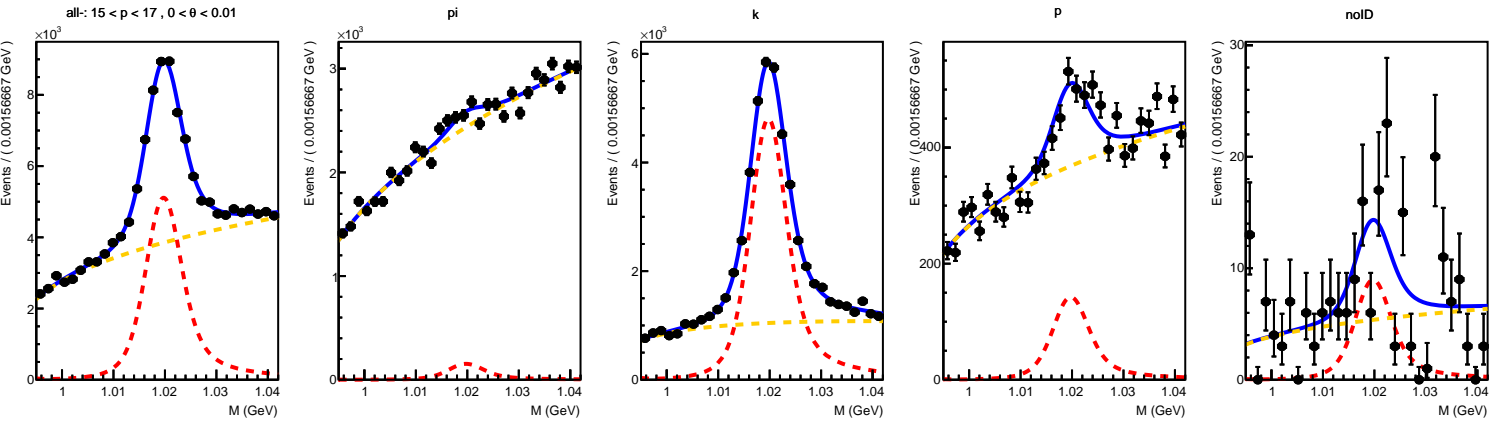 all-: 15 < p < 17 , 0 < θ < 0.01
×10³
Events / ( 0.00156667 GeV )
8
6
4
2
0
1 1.01 1.02 1.03 1.04
M (GeV)
pi
×10³
Events / ( 0.00156667 GeV )
3
2
1
0
1 1.01 1.02 1.03 1.04
M (GeV)
k
×10³
Events / ( 0.00156667 GeV )
6
4
2
0
1 1.01 1.02 1.03 1.04
M (GeV)
p
Events / ( 0.00156667 GeV )
400
200
0
1 1.01 1.02 1.03 1.04
M (GeV)
noID
Events / ( 0.00156667 GeV )
30
20
10
0
1 1.01 1.02 1.03 1.04
M (GeV)